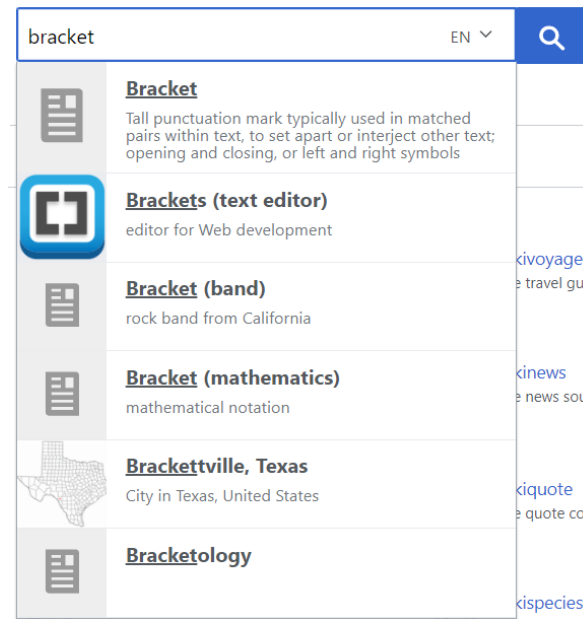 bracket
EN
Bracket
Tall punctuation mark typically used in matched
pairs within text, to set apart or interject other text;
opening and closing, or left and right symbols
Brackets (text editor)
editor for Web development
Bracket (band)
rock band from California
Bracket (mathematics)
mathematical notation
Brackettville, Texas
City in Texas, United States
Bracketology
kivoyage
e travel gu
kinews
e news sou
kiquote
e quote co
kispecies